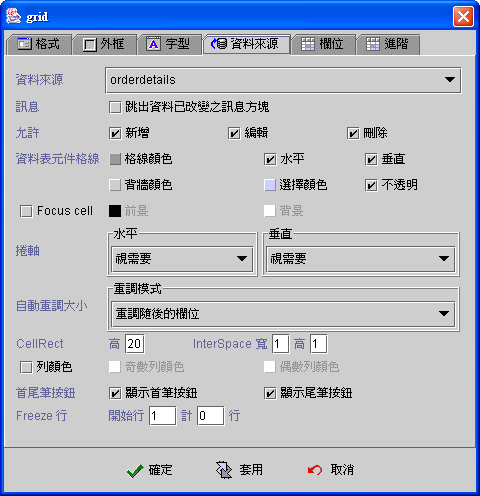 grid
格式 外框 字型 資料來源 欄位 進階
資料來源 orderdetails
訊息 跳出資料已改變之訊息方塊
允許 新增 編輯 刪除
資料表元件格線 格線顏色 水平 垂直
背牆顏色 選擇顏色 不透明
Focus cell 前景 背景
水平 垂直
捲軸 視需要 視需要
重調模式
自動重調大小 重調隨後的欄位
CellRect 高 20 InterSpace 寬 1 高 1
列顏色 奇數列顏色 偶數列顏色
首尾筆按鈕 顯示首筆按鈕 顯示尾筆按鈕
Freeze 行 開始行 1 計 0 行
確定 套用 取消